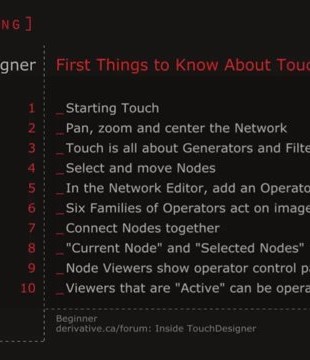 NG]
gner First Things to Know About Touc
1 _Starting Touch
2 _Pan, zoom and center the Network
3 _Touch is all about Generators and Filte
4 _Select and move Nodes
5 _In the Network Editor, add an Operato
6 _Six Families of Operators act on image
7 _Connect Nodes together
8 _"Current Node" and "Selected Nodes"
9 _Node Viewers show operator control pa
10 _Viewers that are "Active" can be opera
Beginner
derivative.ca/forum: Inside TouchDesigner